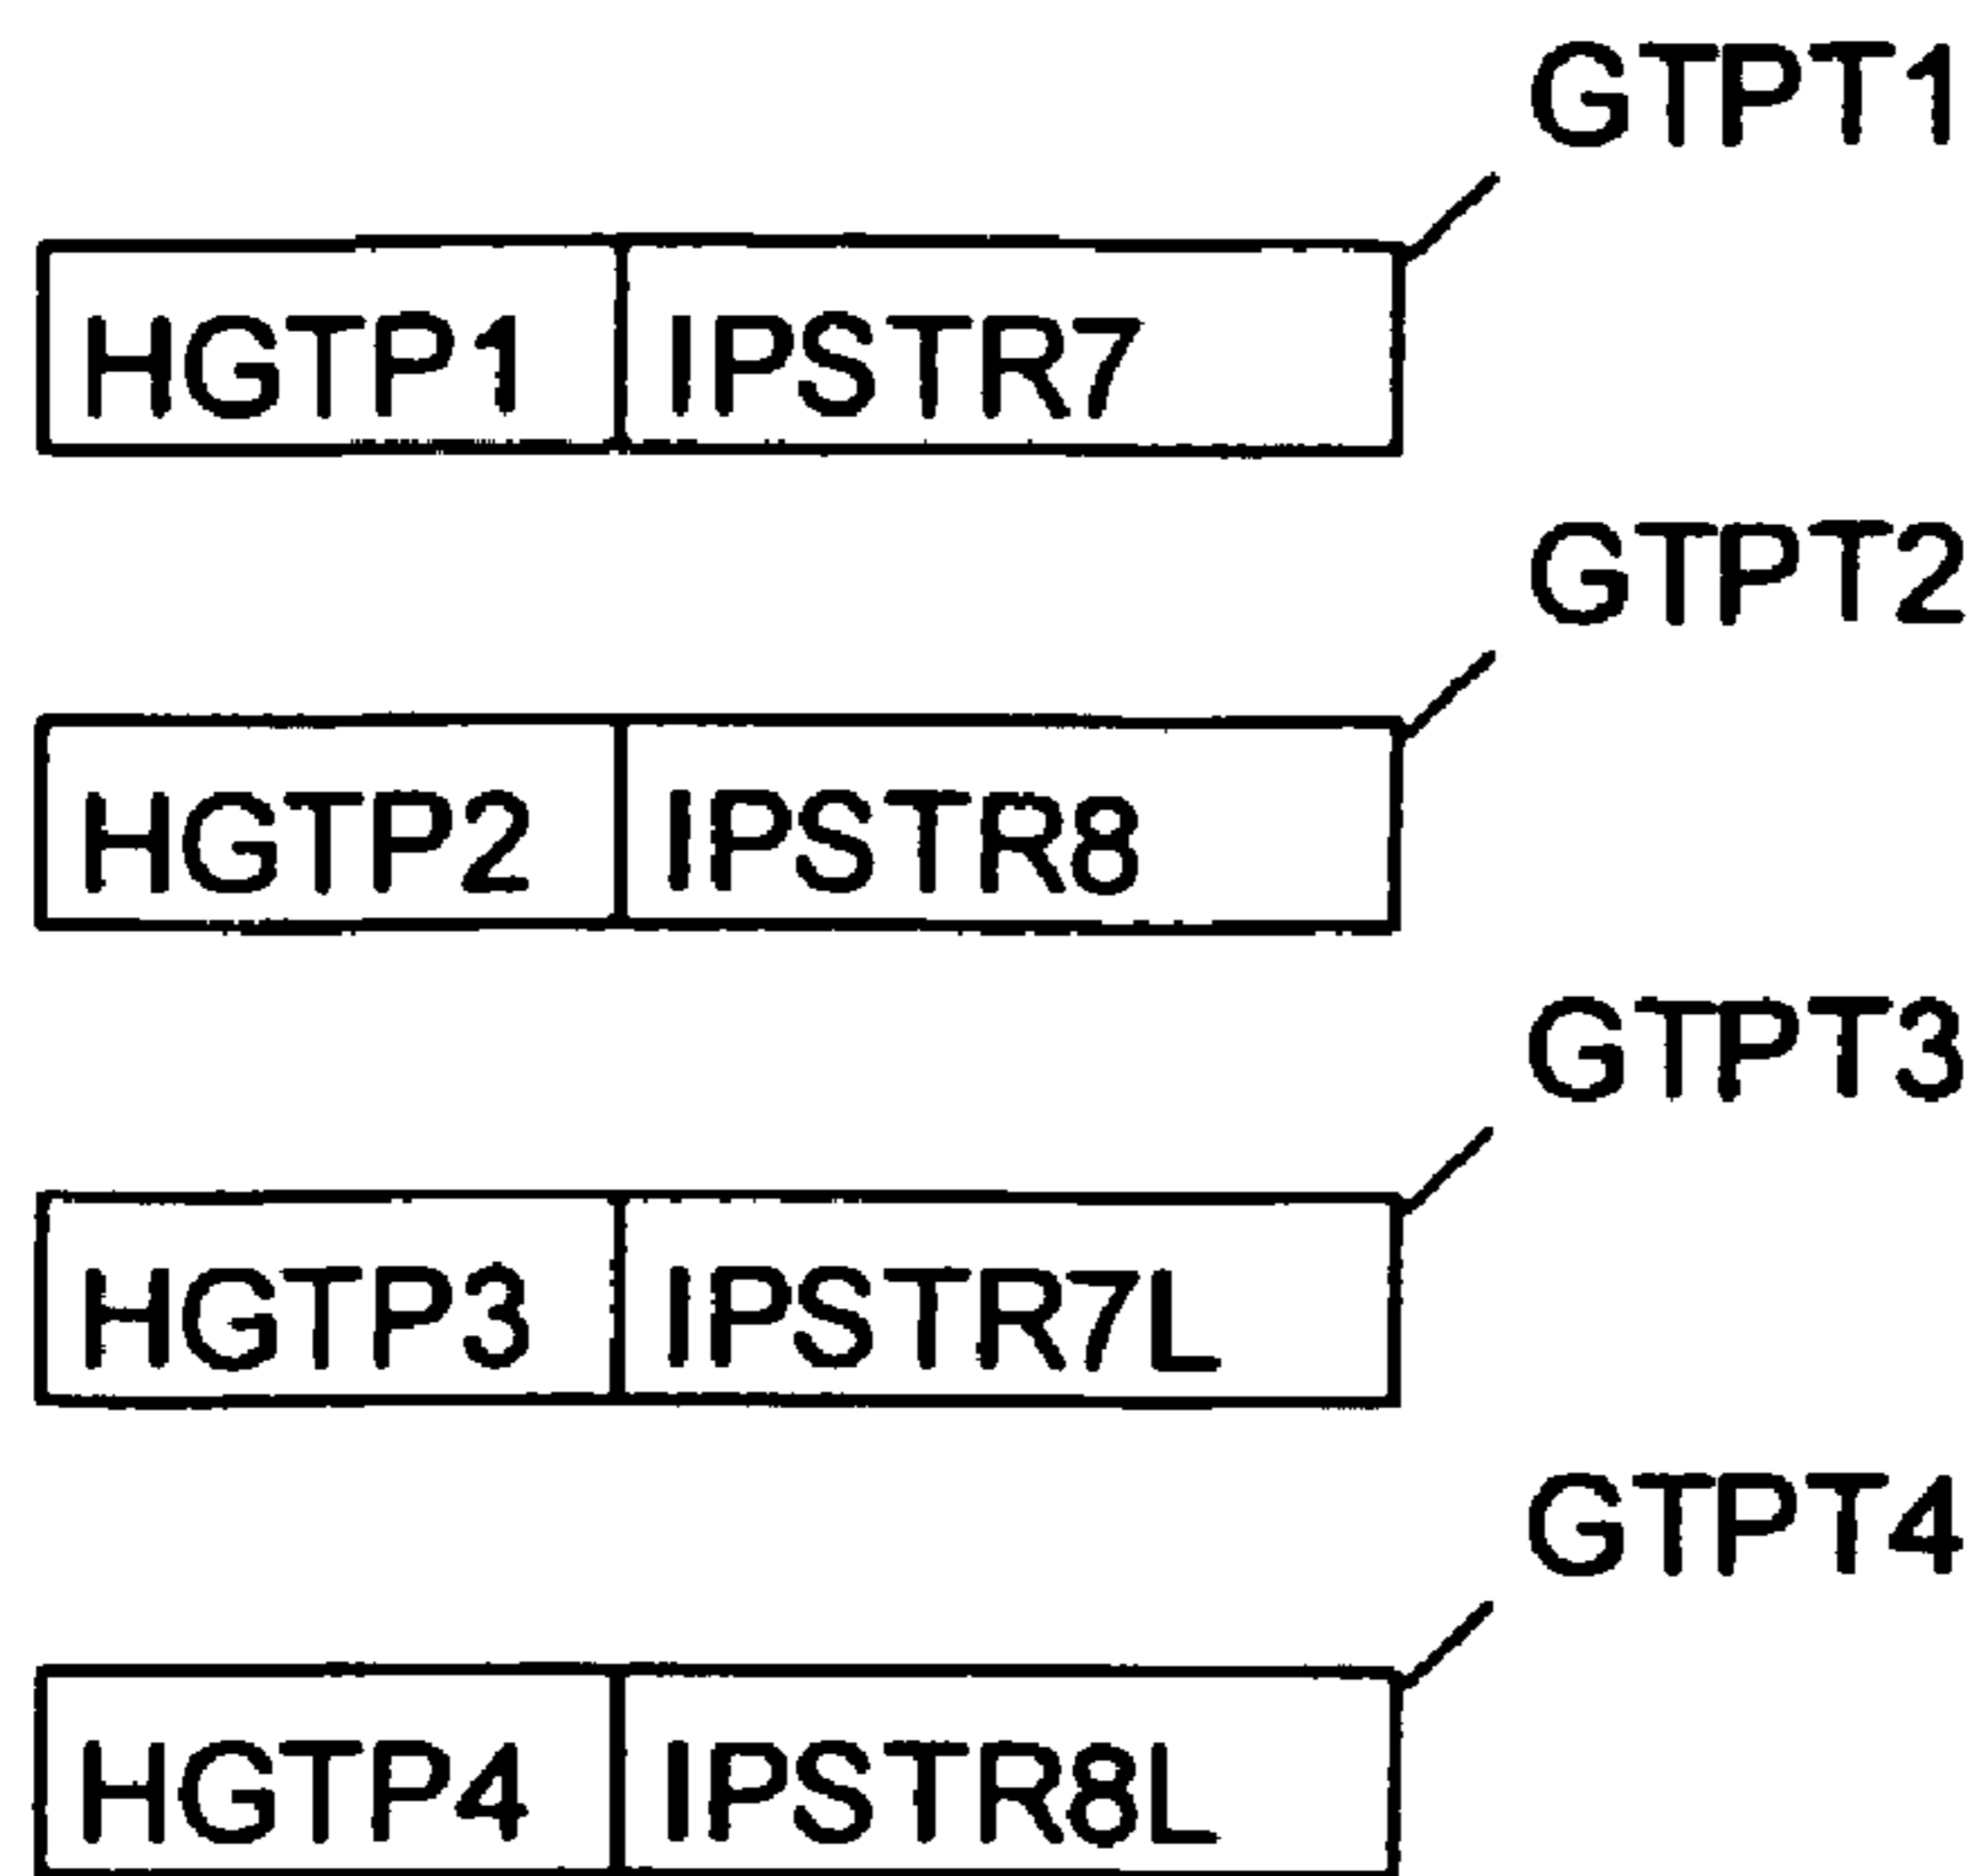 GTPT1
HGTP1 IPSTR7
GTPT2
HGTP2 IPSTR8
GTPT3
HGTP3 IPSTR7L
GTPT4
HGTP4 IPSTR8L